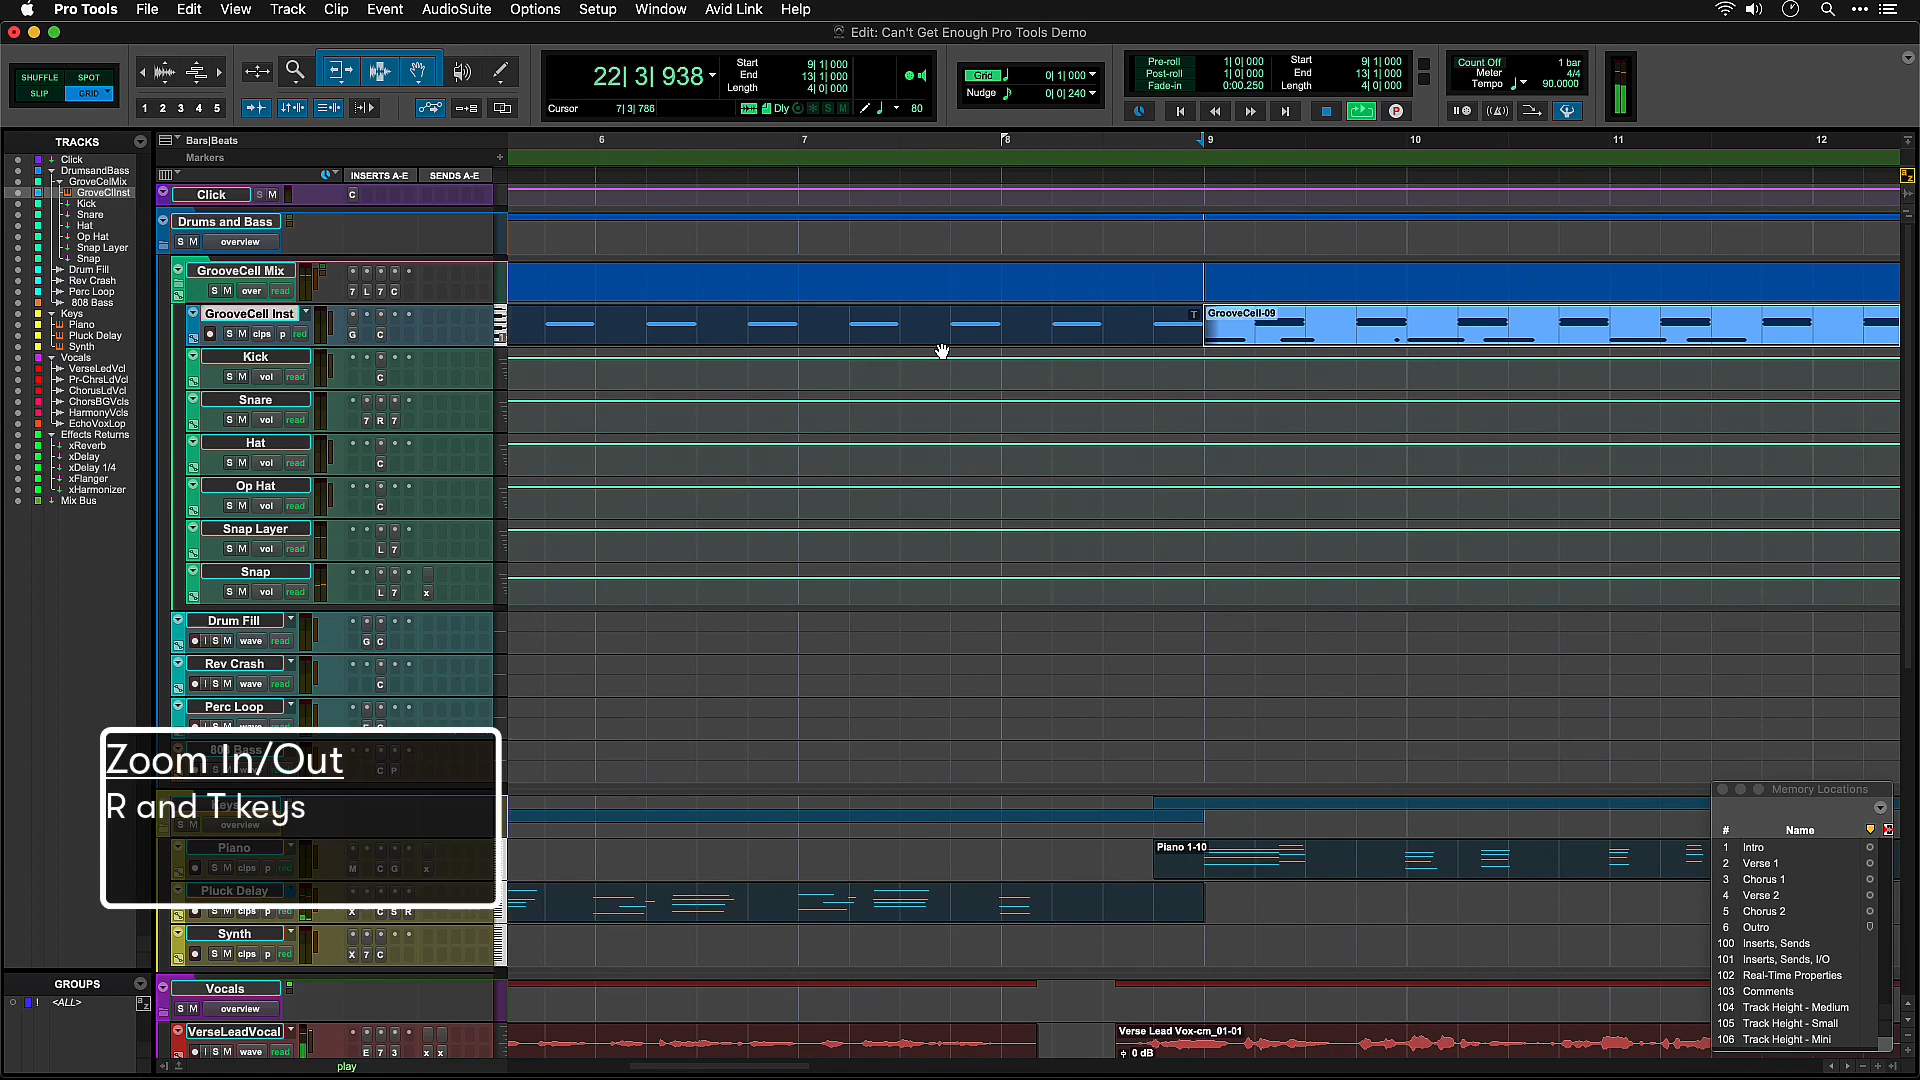 Pro Tools File Edit View Track Clip Event AudioSuite Options Setup Window Avid Link Help
Edit: Can't Get Enough Pro Tools Demo
SHUFFLE SPOT
SLIP GRID
1 2 3 4 5
22| 3| 938
Start 9| 1| 000
End 13| 1| 000
Length 4| 0| 000
Cursor 7| 3| 786
Dly S M 80
Grid 0| 1| 000
Nudge 0| 0| 240
Pre-roll 1| 0| 000
Post-roll 1| 0| 000
Fade-in 0:00.250
Start 9| 1| 000
End 13| 1| 000
Length 4| 0| 000
P
Count Off 1 bar
Meter 4/4
Tempo 90.0000
TRACKS
Click
DrumsandBass
GroveCelMix
GroveClInst
Kick
Snare
Hat
Op Hat
Snap Layer
Snap
Drum Fill
Rev Crash
Perc Loop
808 Bass
Keys
Piano
Pluck Delay
Synth
Vocals
VerseLeadVcl
Pr-ChrsLdVcl
ChorusLdVcl
ChorsBGVcls
HarmonyVcls
EchoVoxLop
Effects Returns
xReverb
xDelay
xDelay 1/4
xFlanger
xHarmonizer
Mix Bus
GROUPS
! <ALL>
a z
Bars|Beats
6 7 8 9 10 11 12
Markers
INSERTS A-E SENDS A-E
Click S M C
Drums and Bass
S M overview
GrooveCell Mix
S M over read 7 L 7 C
GrooveCell Inst
S M clps p red G C
T
GrooveCell-09
Kick
S M vol read C
Snare
S M vol read 7 R 7
Hat
S M vol read C
Op Hat
S M vol read C
Snap Layer
S M vol read L 7
Snap
S M vol read L 7 x
Drum Fill
I S M wave read G C
Rev Crash
I S M wave read C
Perc Loop
808 Bass
C P
Zoom In/Out
R and T keys
Keys
S M overview
Piano
S M clps p red M C G x
Piano 1-10
Pluck Delay
S M clps p red X C S R
Synth
S M clps p red X 7 C
Vocals
S M overview
VerseLeadVocal
I S M wave read E 7 3 x x
Verse Lead Vox-cm_01-01
0 dB
play
Memory Locations
# Name
1 Intro
2 Verse 1
3 Chorus 1
4 Verse 2
5 Chorus 2
6 Outro
100 Inserts, Sends
101 Inserts, Sends, I/O
102 Real-Time Properties
103 Comments
104 Track Height - Medium
105 Track Height - Small
106 Track Height - Mini